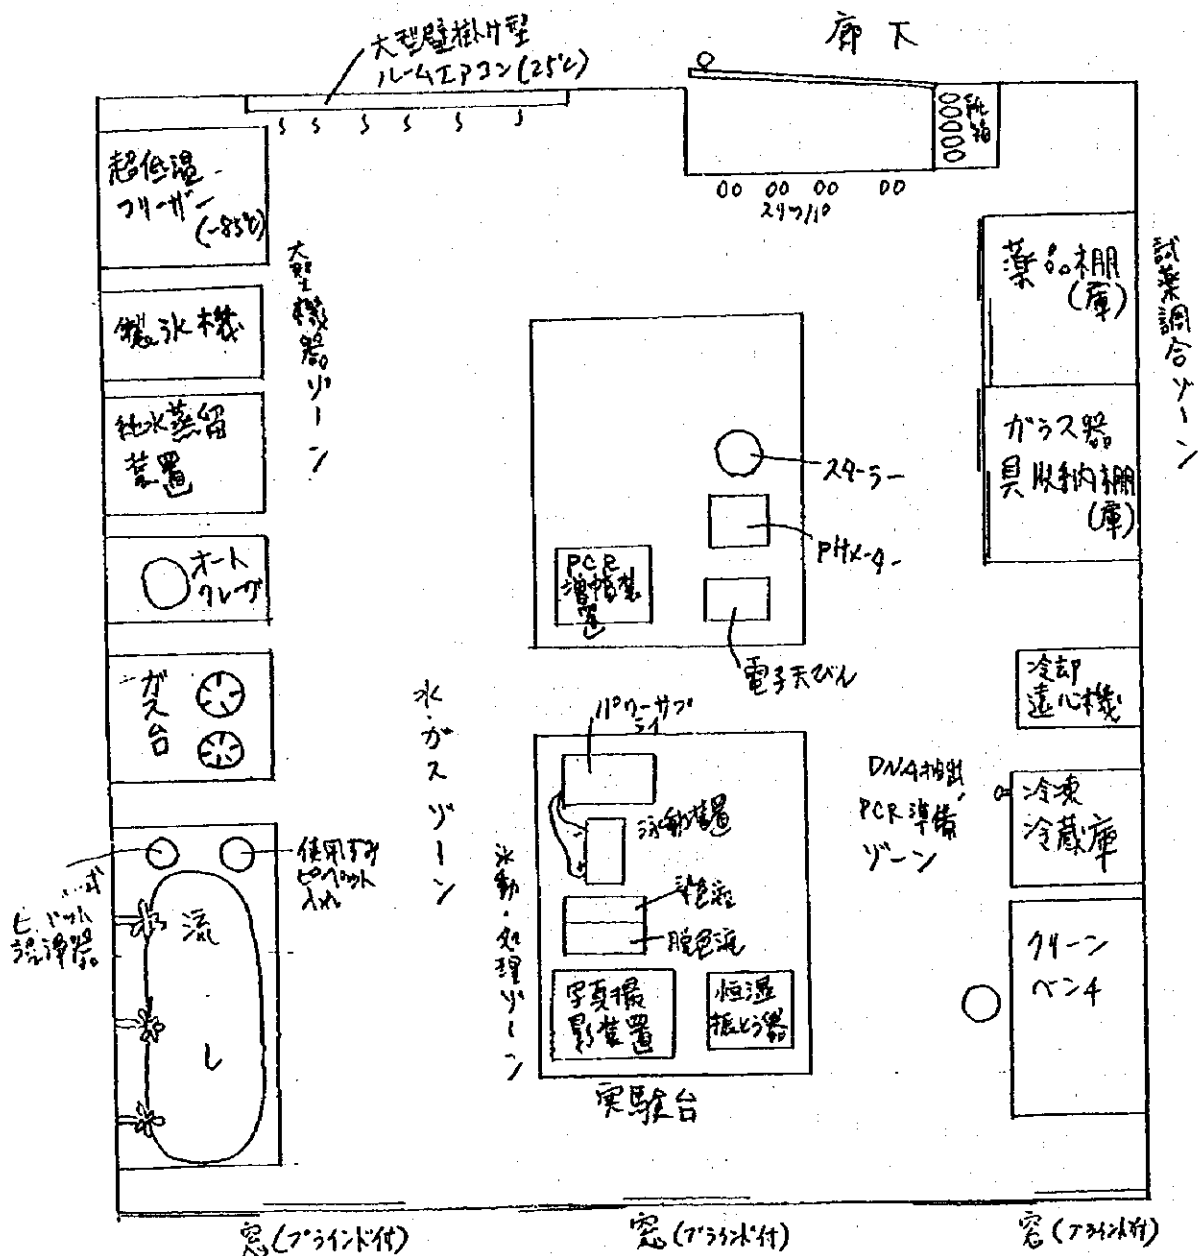 廊下
大型壁掛け型
ルームエアコン(25℃)
靴
箱
スリッパ
超低温
フリーザー
(-85℃)
大型機器ゾーン
製氷機
純水蒸留
装置
オート
クレーブ
ガス台
水・ガスゾーン
使用ずみ
ピペット
入れ
ピペット
洗浄器
流し
薬品棚
(庫)
試薬調合ゾーン
ガラス器
具収納棚
(庫)
スターラー
pHメーター
PCR
増幅装
置
電子天びん
パワーサプ
ライ
泳動装置
染色液
脱色液
写真撮
影装置
恒温
振とう器
泳動・処理ゾーン
実験台
冷却
遠心機
DNA抽出
PCR準備
ゾーン
冷凍
冷蔵庫
クリーン
ベンチ
窓(ブラインド付)
窓(ブラインド付)
窓(ブラインド付)